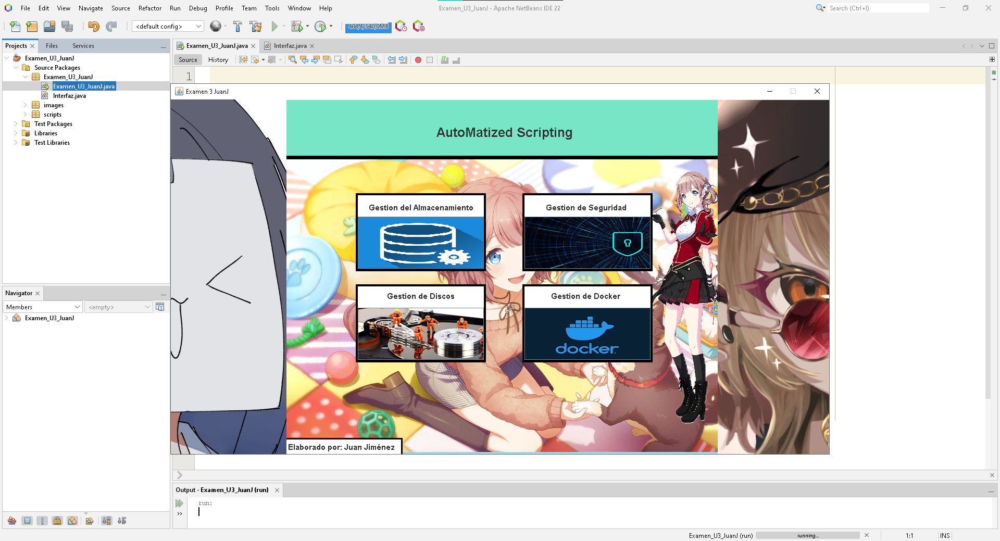 File Edit View Navigate Source Refactor Run Debug Profile Team Tools Window Help
Examen_U3_JuanJ - Apache NetBeans IDE 22
Search (Ctrl+I)
<default config>
404,4/540,0MB
Projects Files Services
Examen_U3_JuanJ.java Interfaz.java
Source History
Examen_U3_JuanJ
Source Packages
Examen_U3_JuanJ
Examen_U3_JuanJ.java
Interfaz.java
images
scripts
Test Packages
Libraries
Test Libraries
1
Examen 3 JuanJ
AutoMatized Scripting
Gestion del Almacenamiento
Gestion de Seguridad
Gestion de Discos
Gestion de Docker
docker
Elaborado por: Juan Jiménez
Navigator
Members <empty>
Examen_U3_JuanJ
Output - Examen_U3_JuanJ (run)
run:
Examen_U3_JuanJ (run) running... 1:1 INS